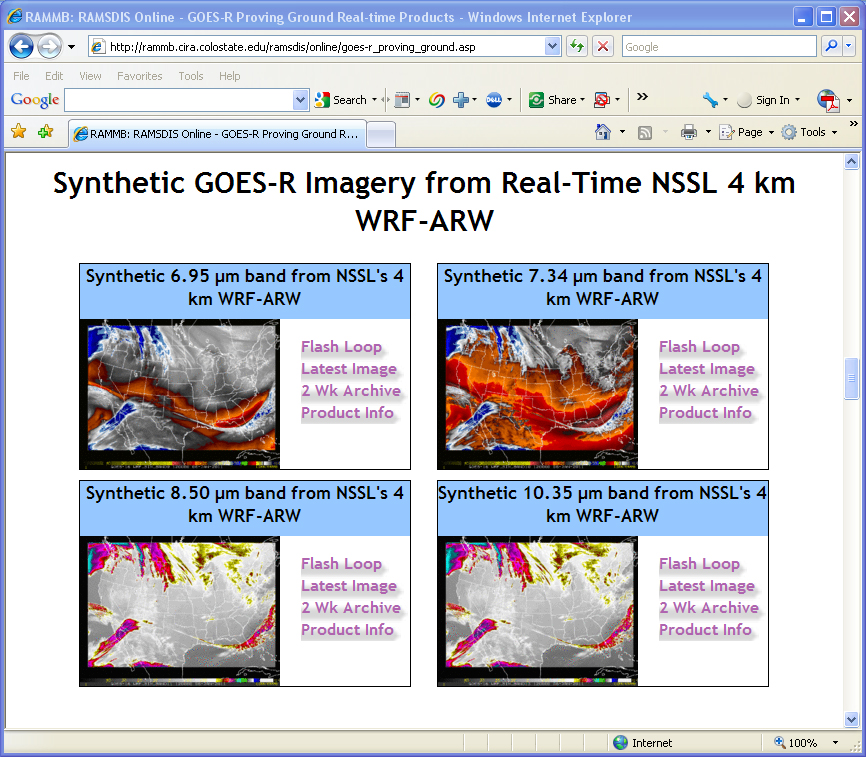 RAMMB: RAMSDIS Online - GOES-R Proving Ground Real-time Products - Windows Internet Explorer
http://rammb.cira.colostate.edu/ramsdis/online/goes-r_proving_ground.asp
Google
File Edit View Favorites Tools Help
Google Search DELL Share » Sign In
RAMMB: RAMSDIS Online - GOES-R Proving Ground R... Page Tools »
Synthetic GOES-R Imagery from Real-Time NSSL 4 km
WRF-ARW
Synthetic 6.95 µm band from NSSL's 4
km WRF-ARW
Flash Loop
Latest Image
2 Wk Archive
Product Info
Synthetic 7.34 µm band from NSSL's 4
km WRF-ARW
Flash Loop
Latest Image
2 Wk Archive
Product Info
Synthetic 8.50 µm band from NSSL's 4
km WRF-ARW
Flash Loop
Latest Image
2 Wk Archive
Product Info
Synthetic 10.35 µm band from NSSL's 4
km WRF-ARW
Flash Loop
Latest Image
2 Wk Archive
Product Info
Internet 100%